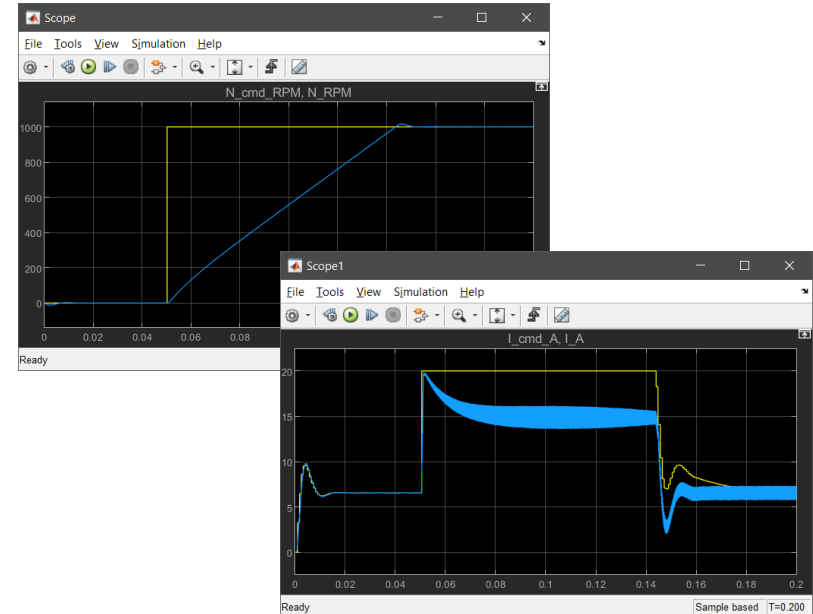 Scope
File Tools View Simulation Help
N_cmd_RPM, N_RPM
1000
800
600
400
200
0
0 0.02 0.04 0.06 0.08
Ready
Scope1
File Tools View Simulation Help
I_cmd_A, I_A
20
15
10
5
0
0 0.02 0.04 0.06 0.08 0.1 0.12 0.14 0.16 0.18 0.2
Ready Sample based T=0.200